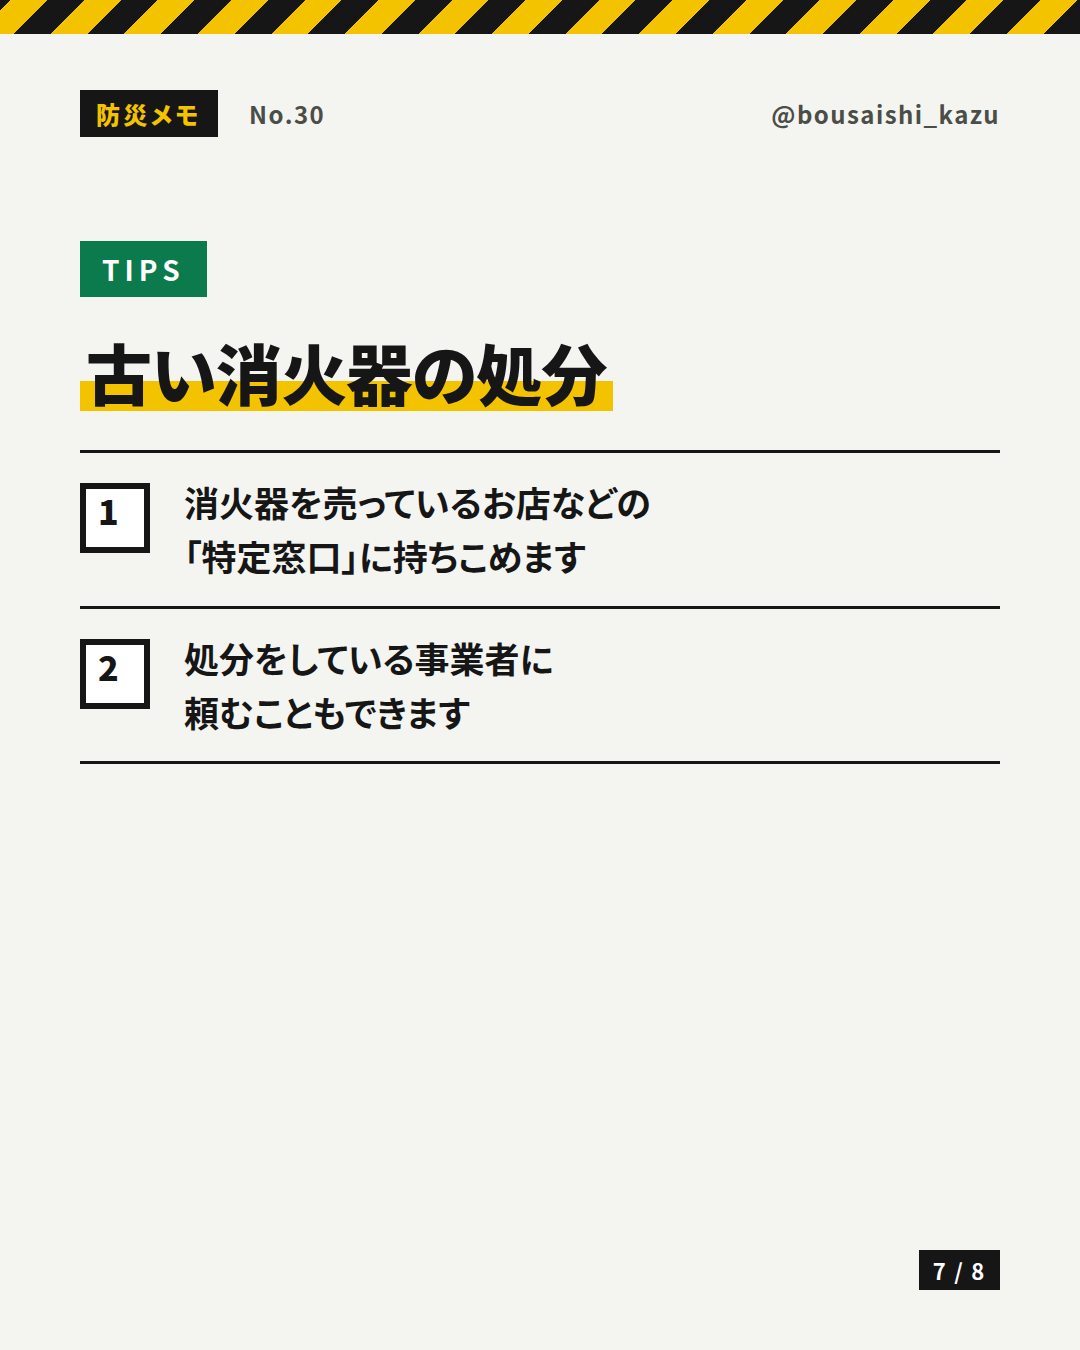 防災メモ No.30 @bousaishi_kazu
TIPS
古い消火器の処分
1 消火器を売っているお店などの
「特定窓口」に持ちこめます
2 処分をしている事業者に
頼むこともできます
7 / 8